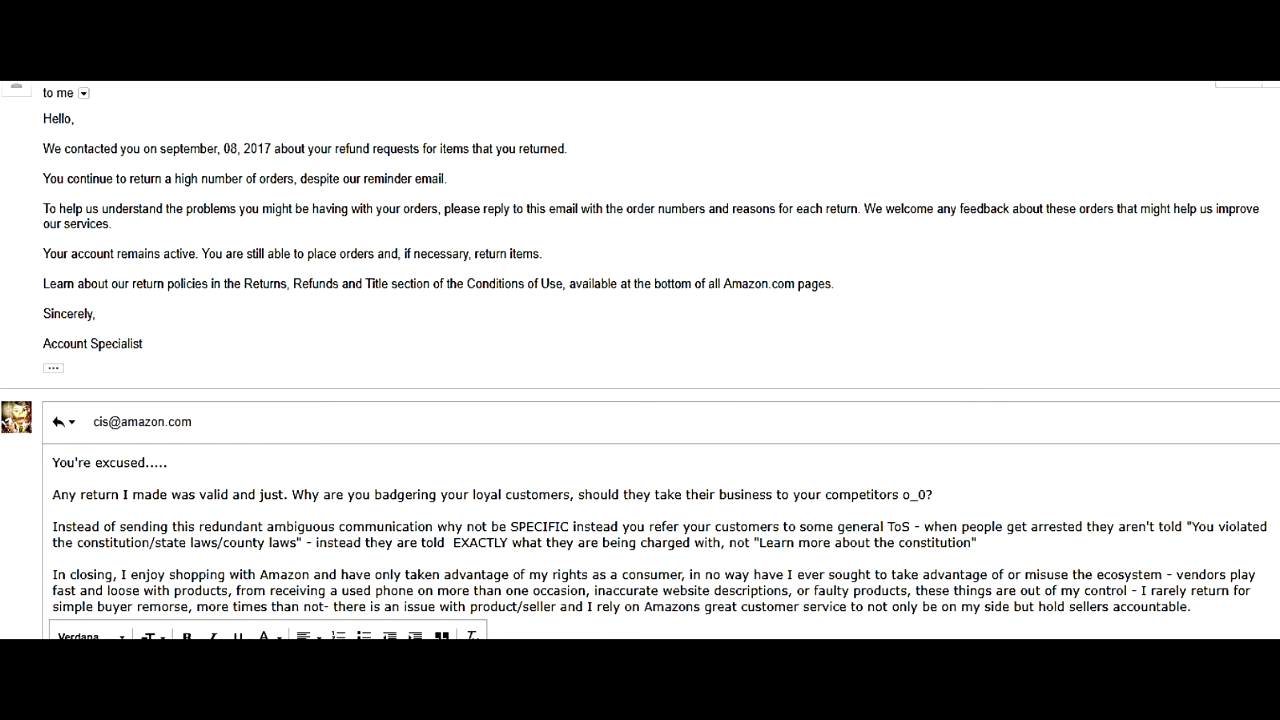 to me
Hello,
We contacted you on september, 08, 2017 about your refund requests for items that you returned.
You continue to return a high number of orders, despite our reminder email.
To help us understand the problems you might be having with your orders, please reply to this email with the order numbers and reasons for each return. We welcome any feedback about these orders that might help us improve
our services.
Your account remains active. You are still able to place orders and, if necessary, return items.
Learn about our return policies in the Returns, Refunds and Title section of the Conditions of Use, available at the bottom of all Amazon.com pages.
Sincerely,
Account Specialist
cis@amazon.com
You're excused.....
Any return I made was valid and just. Why are you badgering your loyal customers, should they take their business to your competitors o_0?
Instead of sending this redundant ambiguous communication why not be SPECIFIC instead you refer your customers to some general ToS - when people get arrested they aren't told "You violated
the constitution/state laws/county laws" - instead they are told EXACTLY what they are being charged with, not "Learn more about the constitution"
In closing, I enjoy shopping with Amazon and have only taken advantage of my rights as a consumer, in no way have I ever sought to take advantage of or misuse the ecosystem - vendors play
fast and loose with products, from receiving a used phone on more than one occasion, inaccurate website descriptions, or faulty products, these things are out of my control - I rarely return for
simple buyer remorse, more times than not- there is an issue with product/seller and I rely on Amazons great customer service to not only be on my side but hold sellers accountable.
Verdana